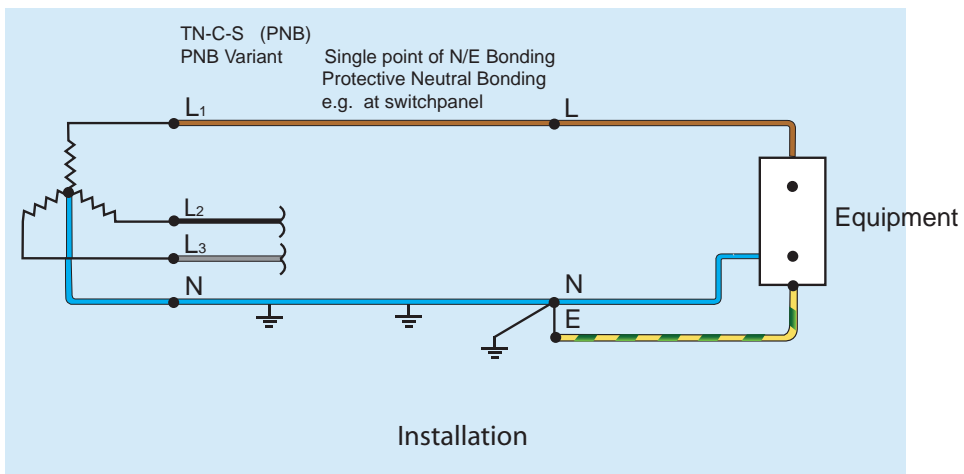 TN-C-S (PNB)
PNB Variant Single point of N/E Bonding
Protective Neutral Bonding
e.g. at switchpanel
L1 L
L2
Equipment
L3
N N
E
Installation